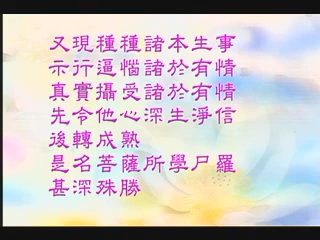 又現種種諸本生事
示行逼惱諸於有情
真實攝受諸於有情
先令他心深生淨信
後轉成熟
是名菩薩所學尸羅
甚深殊勝